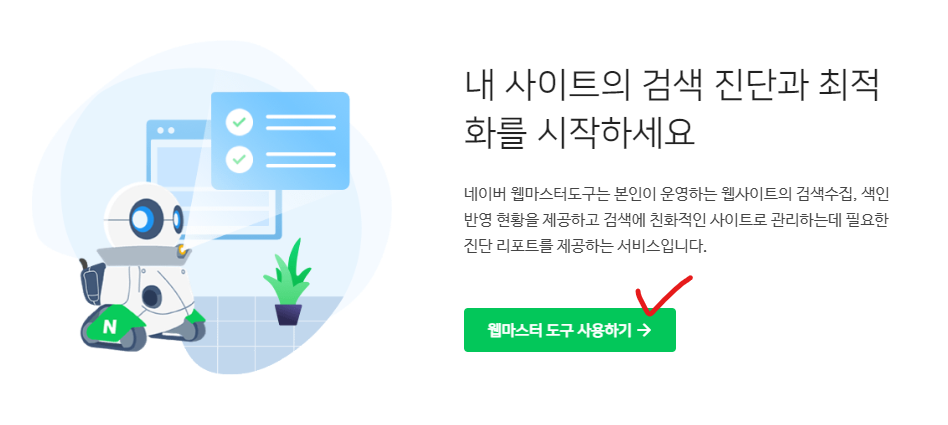 내 사이트의 검색 진단과 최적
화를 시작하세요
네이버 웹마스터도구는 본인이 운영하는 웹사이트의 검색수집, 색인
반영 현황을 제공하고 검색에 친화적인 사이트로 관리하는데 필요한
진단 리포트를 제공하는 서비스입니다.
웹마스터 도구 사용하기 →
N